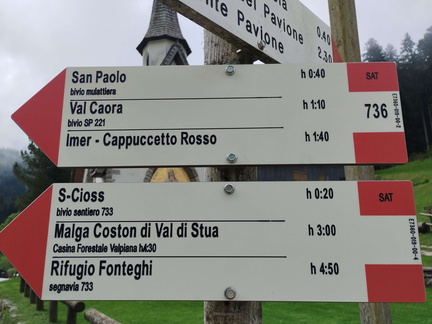 el Pavione 0.40
nte Pavione 2.30
San Paolo h 0:40 SAT
bivio mulattiera
Val Caora h 1:10 736
bivio SP 221
Imer - Cappuccetto Rosso h 1:40
S-Cioss h 0:20 SAT
bivio sentiero 733
Malga Coston di Val di Stua h 3:00
Casina Forestale Valpiana
Rifugio Fonteghi h 4:50
segnavia 733